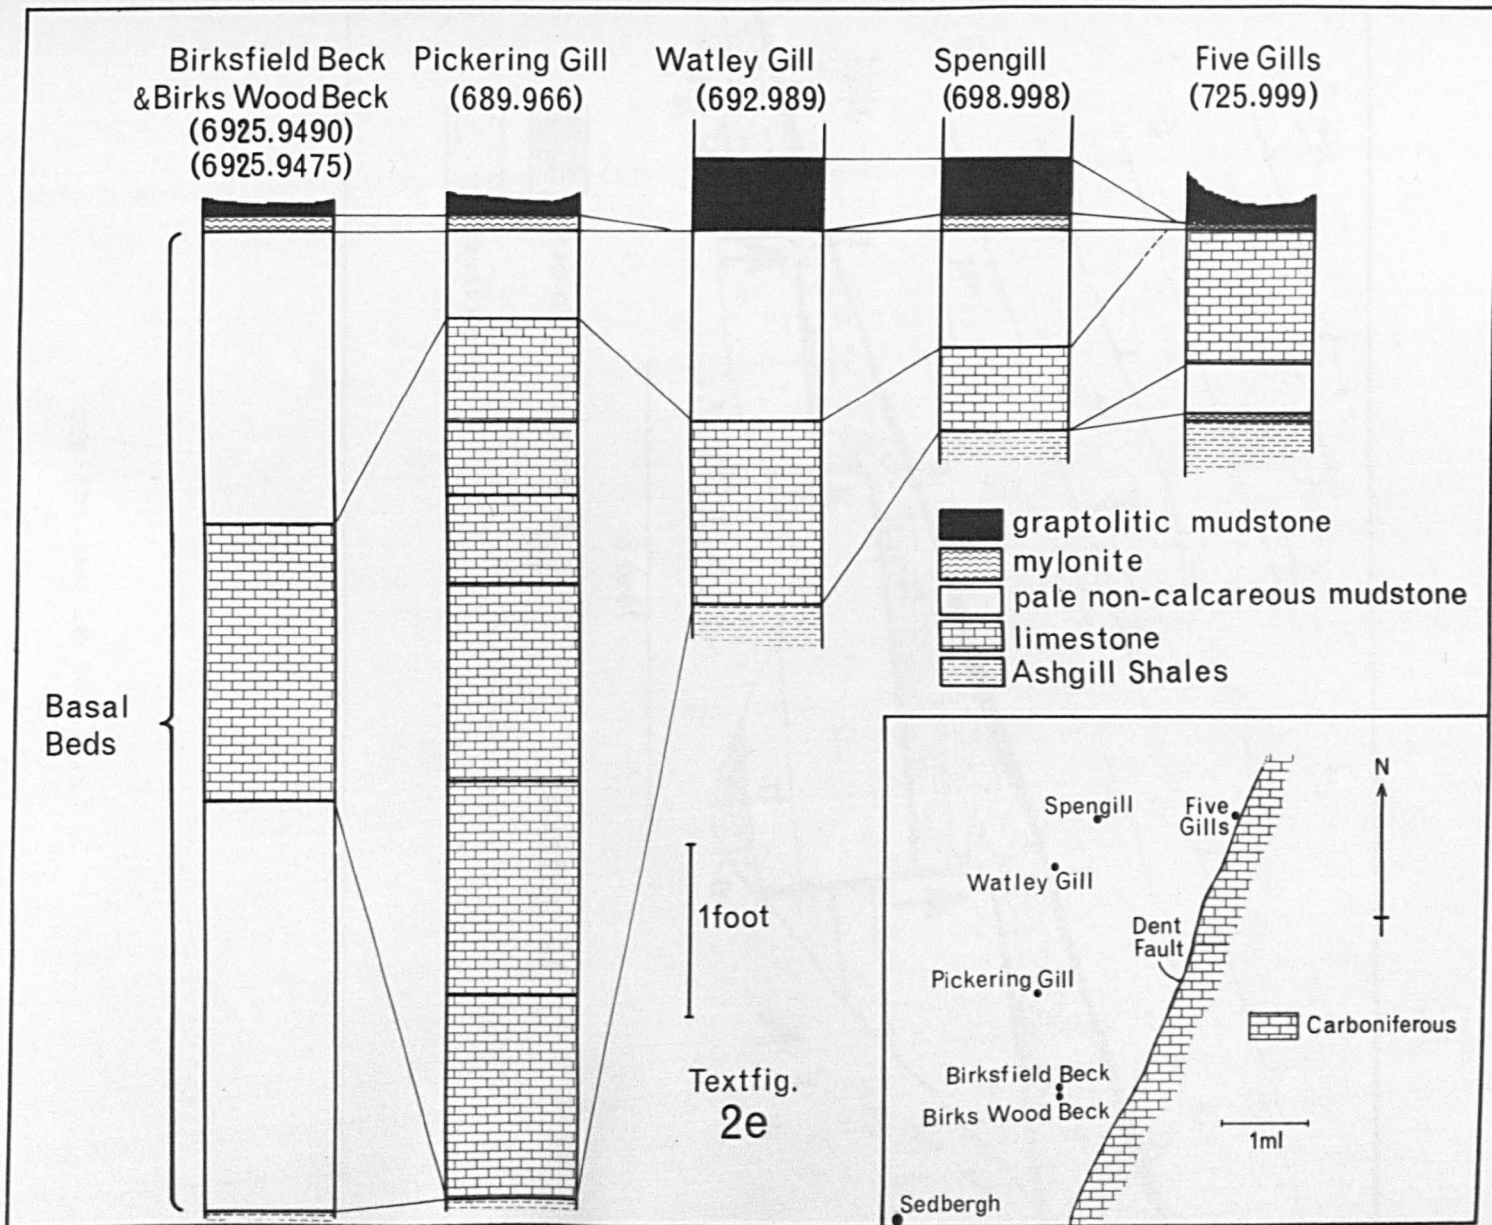 Birksfield Beck
& Birks Wood Beck
(6925.9490)
(6925.9475)
Pickering Gill
(689.966)
Watley Gill
(692.989)
Spengill
(698.998)
Five Gills
(725.999)
graptolitic mudstone
mylonite
pale non-calcareous mudstone
limestone
Ashgill Shales
Basal
Beds
1foot
Textfig.
2e
N
Spengill
Five
Gills
Watley Gill
Dent
Fault
Pickering Gill
Carboniferous
Birksfield Beck
Birks Wood Beck
1ml
Sedbergh